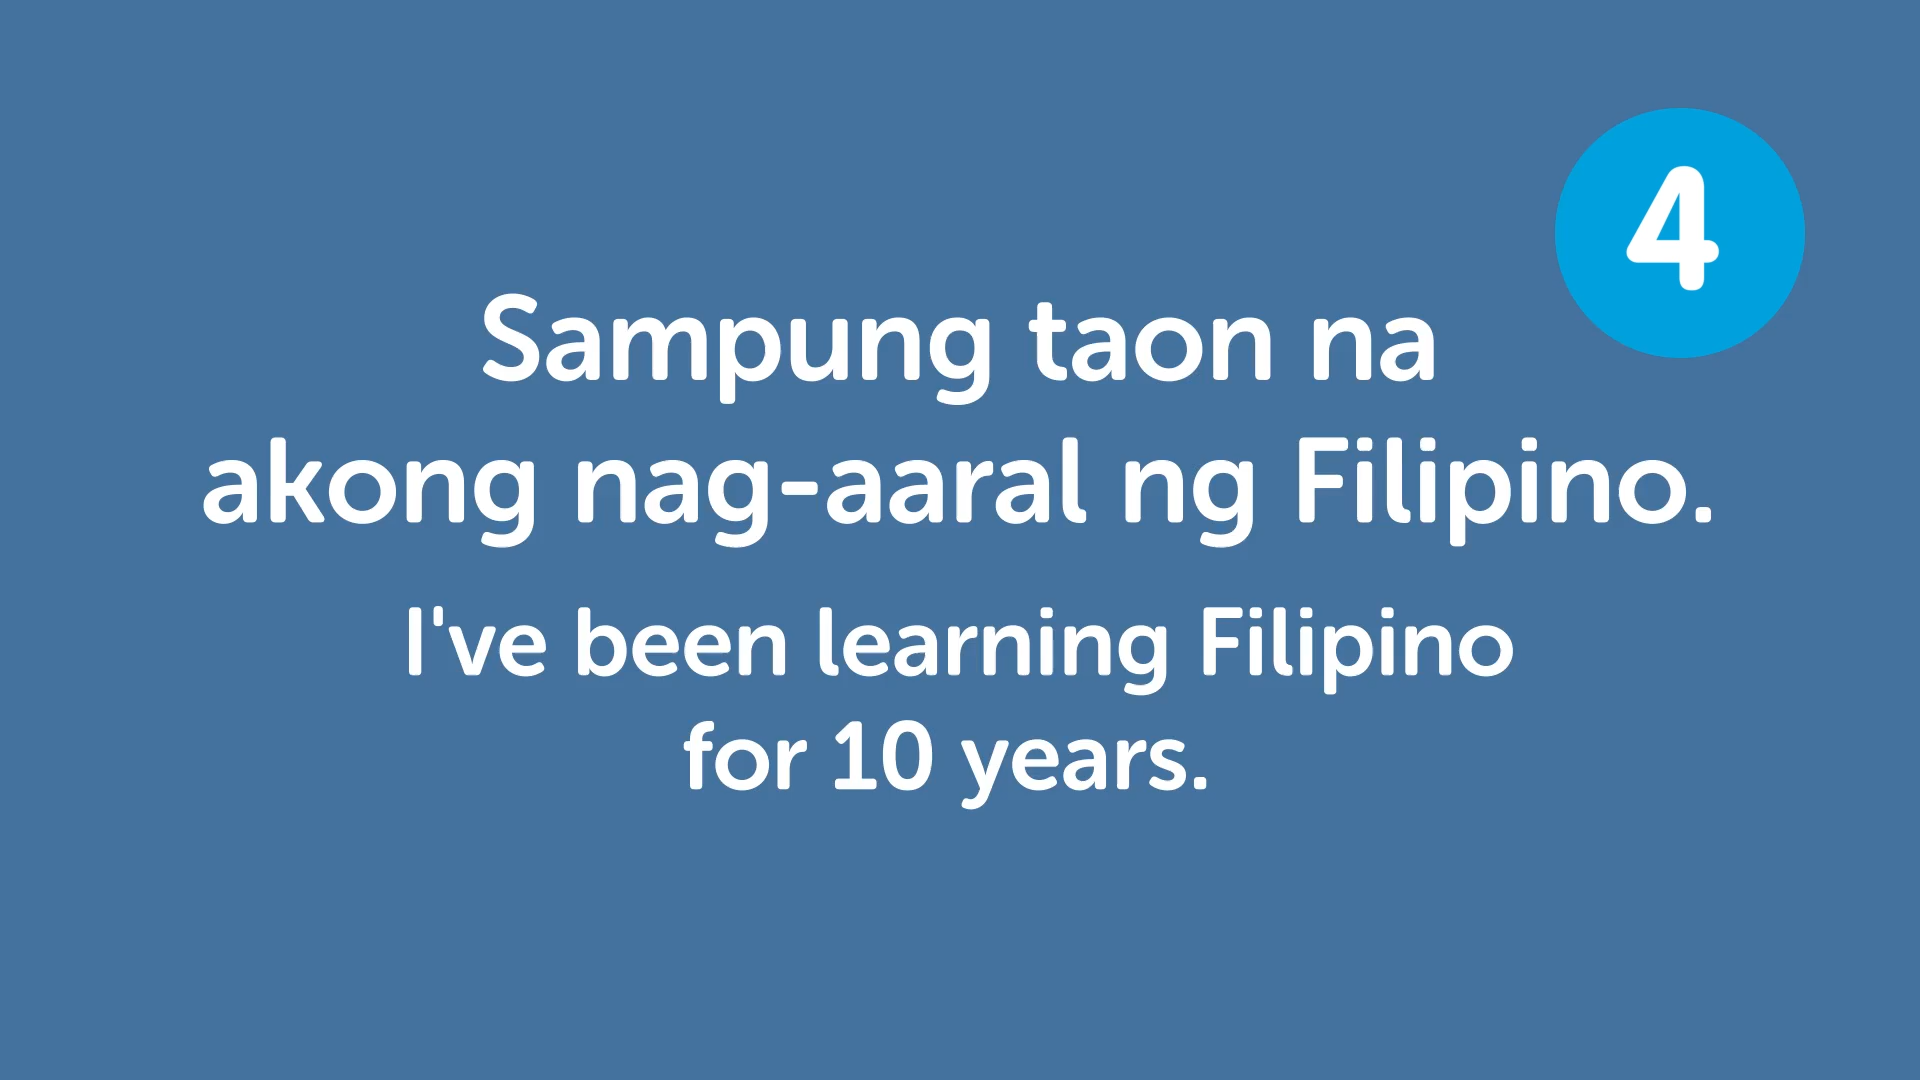 4
Sampung taon na
akong nag-aaral ng Filipino.
I've been learning Filipino
for 10 years.